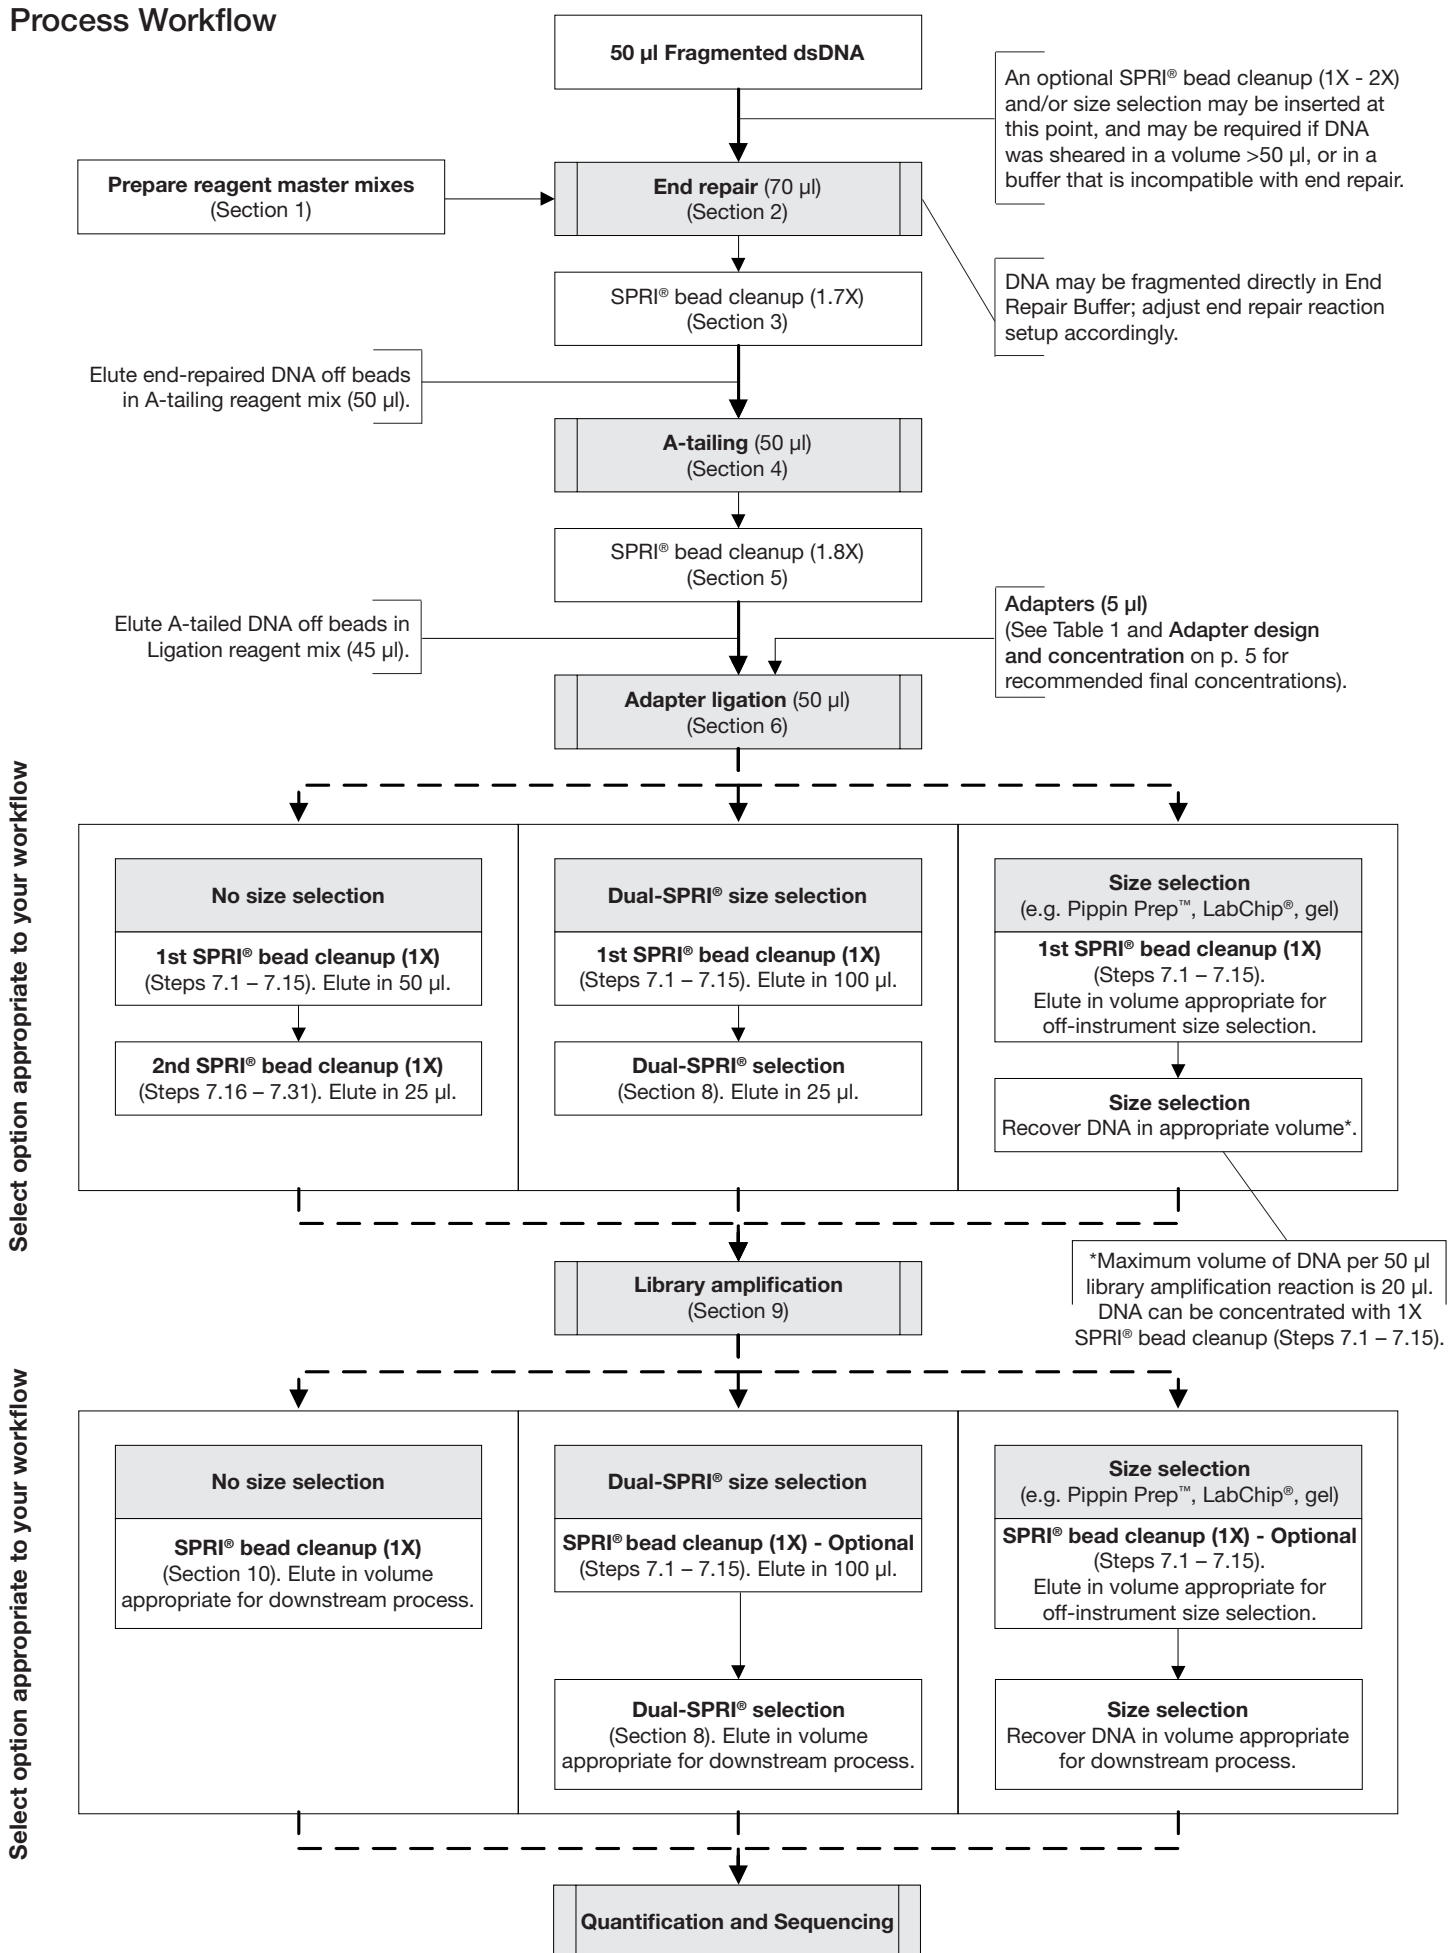 Process Workflow
50 µl Fragmented dsDNA
An optional SPRI® bead cleanup (1X - 2X)
and/or size selection may be inserted at
this point, and may be required if DNA
was sheared in a volume >50 µl, or in a
buffer that is incompatible with end repair.
Prepare reagent master mixes
(Section 1)
End repair (70 µl)
(Section 2)
DNA may be fragmented directly in End
Repair Buffer; adjust end repair reaction
setup accordingly.
SPRI® bead cleanup (1.7X)
(Section 3)
Elute end-repaired DNA off beads
in A-tailing reagent mix (50 µl).
A-tailing (50 µl)
(Section 4)
SPRI® bead cleanup (1.8X)
(Section 5)
Elute A-tailed DNA off beads in
Ligation reagent mix (45 µl).
Adapters (5 µl)
(See Table 1 and Adapter design
and concentration on p. 5 for
recommended final concentrations).
Adapter ligation (50 µl)
(Section 6)
Select option appropriate to your workflow
No size selection
1st SPRI® bead cleanup (1X)
(Steps 7.1 – 7.15). Elute in 50 µl.
2nd SPRI® bead cleanup (1X)
(Steps 7.16 – 7.31). Elute in 25 µl.
Dual-SPRI® size selection
1st SPRI® bead cleanup (1X)
(Steps 7.1 – 7.15). Elute in 100 µl.
Dual-SPRI® selection
(Section 8). Elute in 25 µl.
Size selection
(e.g. Pippin Prep™, LabChip®, gel)
1st SPRI® bead cleanup (1X)
(Steps 7.1 – 7.15).
Elute in volume appropriate for
off-instrument size selection.
Size selection
Recover DNA in appropriate volume*.
*Maximum volume of DNA per 50 µl
library amplification reaction is 20 µl.
DNA can be concentrated with 1X
SPRI® bead cleanup (Steps 7.1 – 7.15).
Library amplification
(Section 9)
Select option appropriate to your workflow
No size selection
SPRI® bead cleanup (1X)
(Section 10). Elute in volume
appropriate for downstream process.
Dual-SPRI® size selection
SPRI® bead cleanup (1X) - Optional
(Steps 7.1 – 7.15). Elute in 100 µl.
Dual-SPRI® selection
(Section 8). Elute in volume
appropriate for downstream process.
Size selection
(e.g. Pippin Prep™, LabChip®, gel)
SPRI® bead cleanup (1X) - Optional
(Steps 7.1 – 7.15).
Elute in volume appropriate for
off-instrument size selection.
Size selection
Recover DNA in volume appropriate
for downstream process.
Quantification and Sequencing